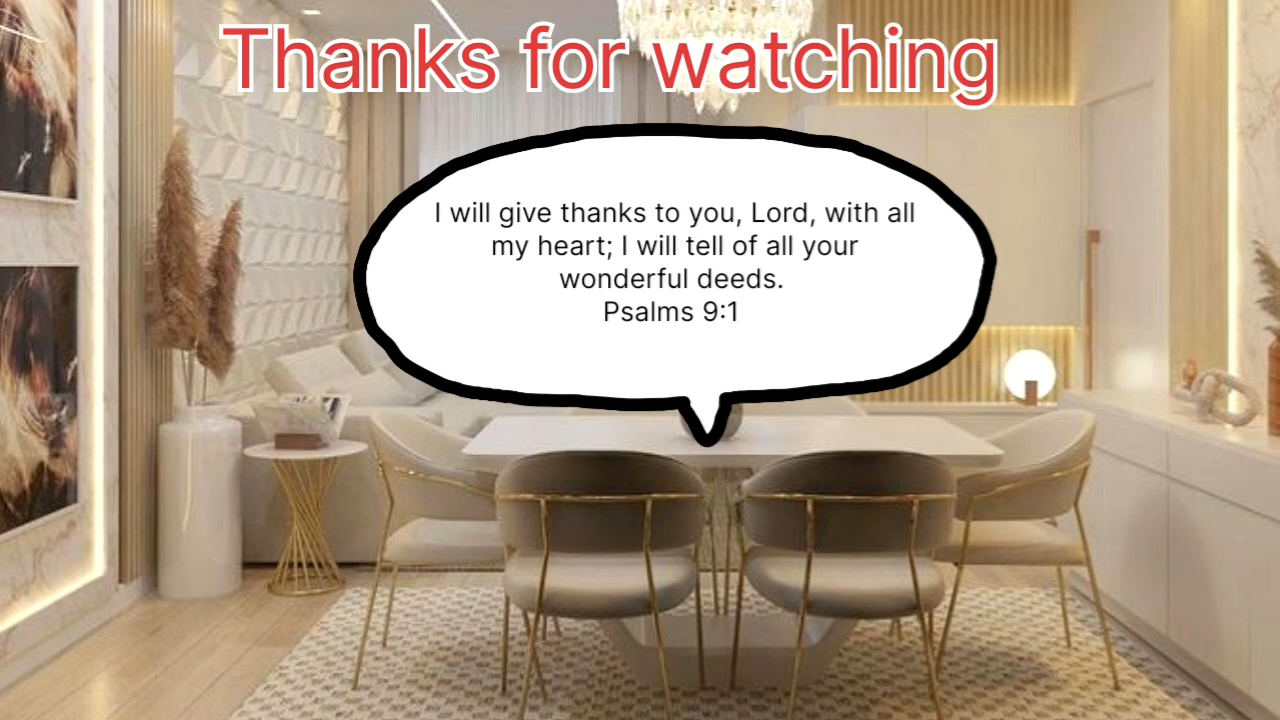 Thanks for watching
I will give thanks to you, Lord, with all
my heart; I will tell of all your
wonderful deeds.
Psalms 9:1